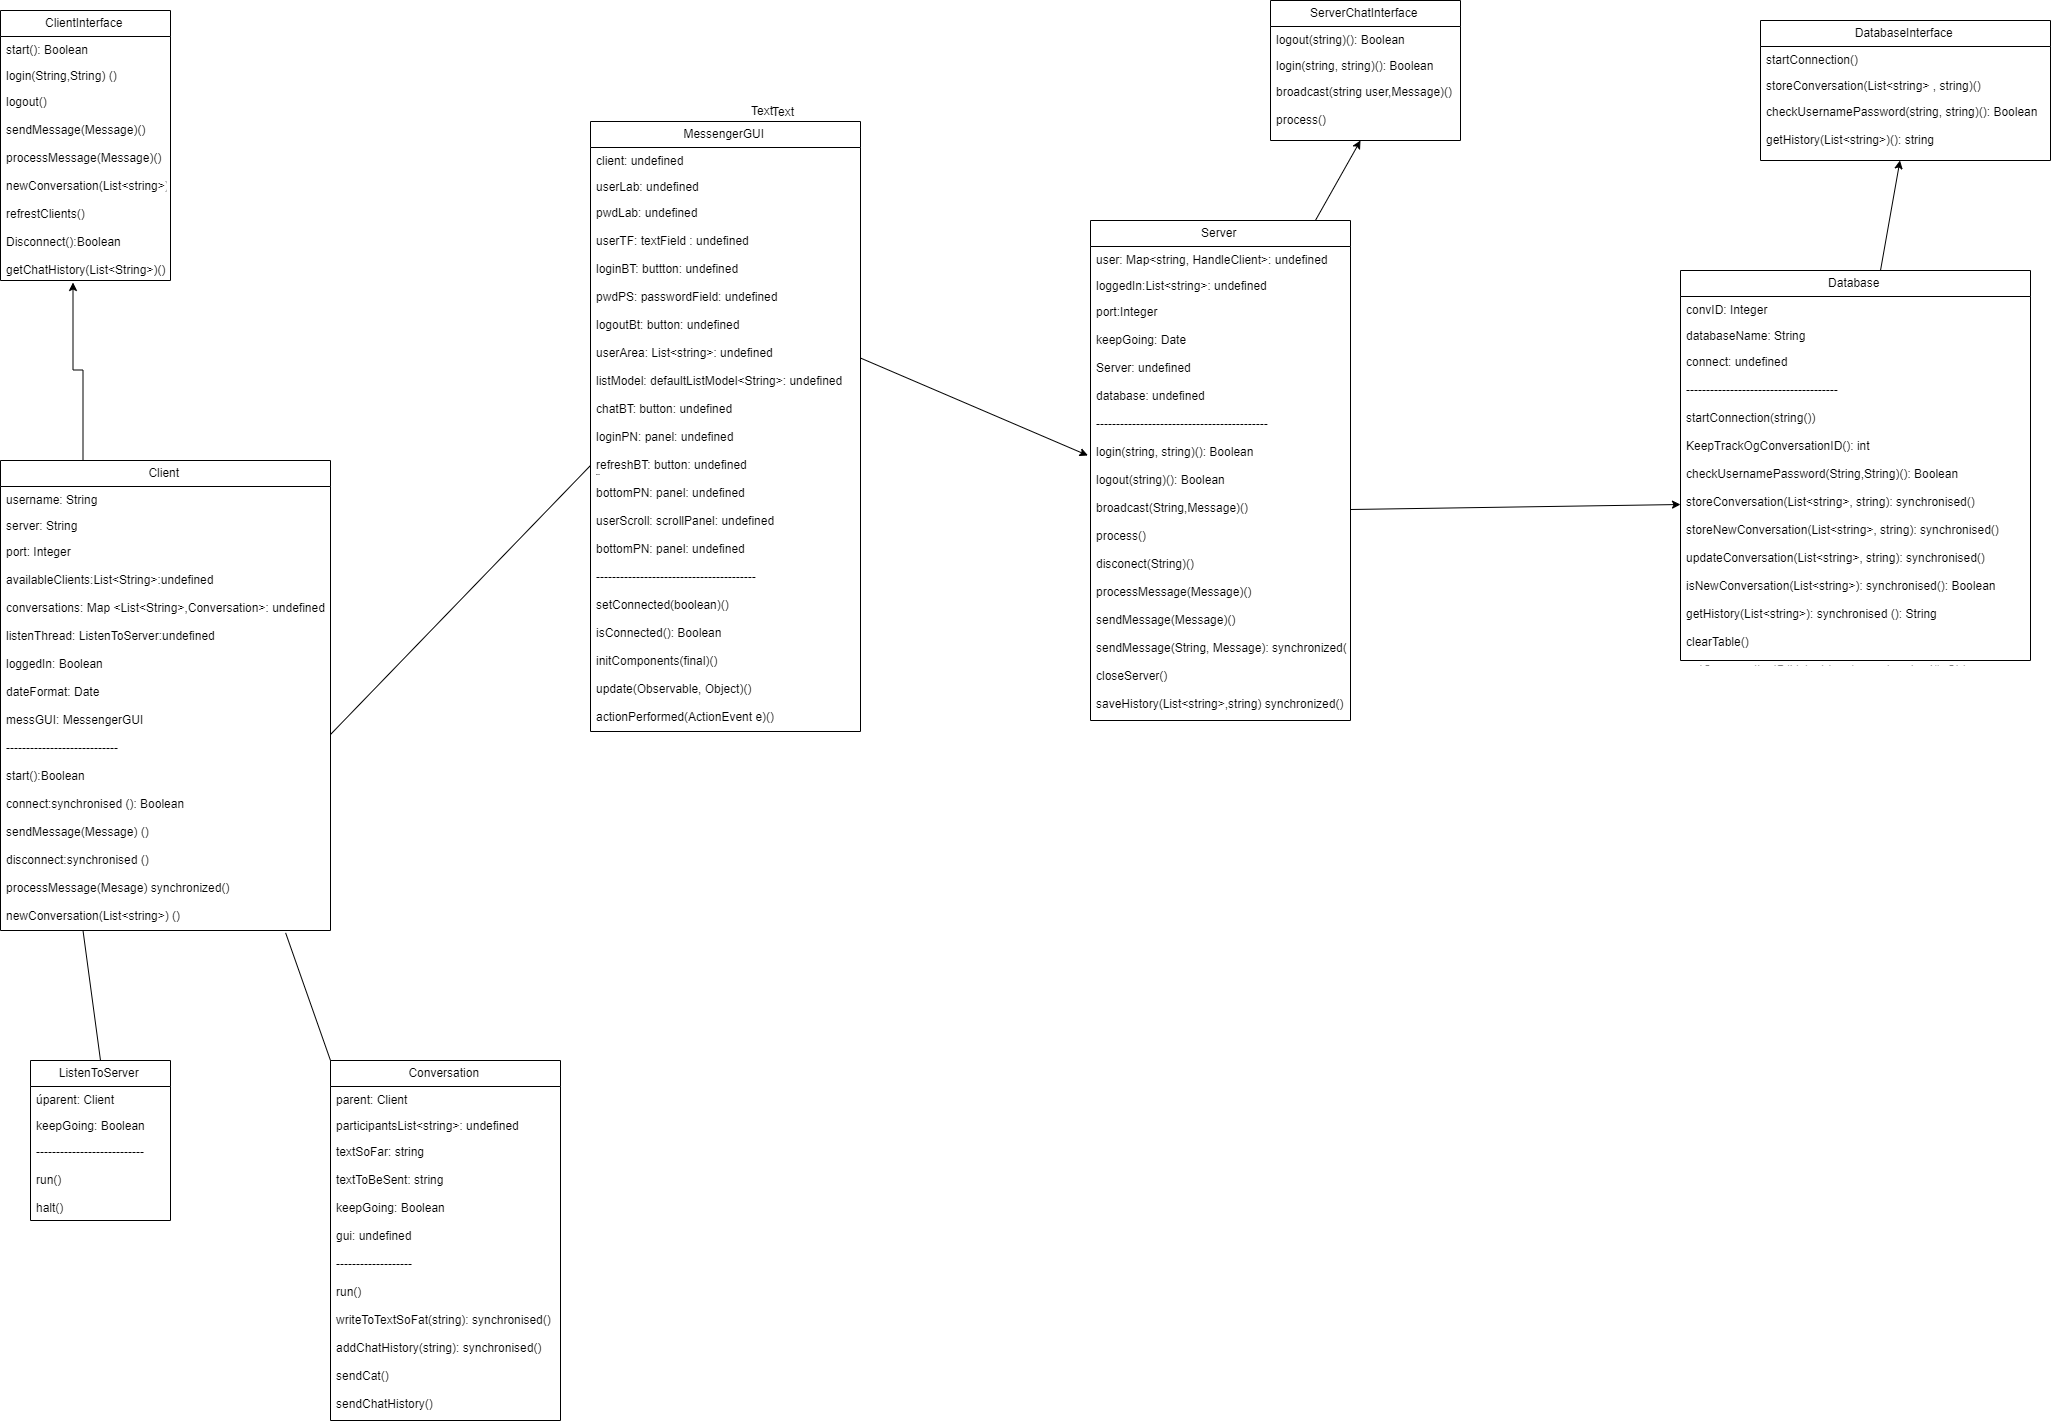 ClientInterface
start(): Boolean
login(String,String) ()
logout()
sendMessage(Message)()
processMessage(Message)()
newConversation(List<string>)
refrestClients()
Disconnect():Boolean
getChatHistory(List<String>)()
ServerChatInterface
logout(string)(): Boolean
login(string, string)(): Boolean
broadcast(string user,Message)()
process()
DatabaseInterface
startConnection()
storeConversation(List<string> , string)()
checkUsernamePassword(string, string)(): Boolean
getHistory(List<string>)(): string
Text
Text
MessengerGUI
client: undefined
userLab: undefined
pwdLab: undefined
userTF: textField : undefined
loginBT: buttton: undefined
pwdPS: passwordField: undefined
logoutBt: button: undefined
userArea: List<string>: undefined
listModel: defaultListModel<String>: undefined
chatBT: button: undefined
loginPN: panel: undefined
refreshBT: button: undefined
bottomPN: panel: undefined
userScroll: scrollPanel: undefined
bottomPN: panel: undefined
----------------------------------------
setConnected(boolean)()
isConnected(): Boolean
initComponents(final)()
update(Observable, Object)()
actionPerformed(ActionEvent e)()
Server
user: Map<string, HandleClient>: undefined
loggedIn:List<string>: undefined
port:Integer
keepGoing: Date
Server: undefined
database: undefined
-------------------------------------------
login(string, string)(): Boolean
logout(string)(): Boolean
broadcast(String,Message)()
process()
disconect(String)()
processMessage(Message)()
sendMessage(Message)()
sendMessage(String, Message): synchronized(
closeServer()
saveHistory(List<string>,string) synchronized()
Database
convID: Integer
databaseName: String
connect: undefined
--------------------------------------
startConnection(string())
KeepTrackOgConversationID(): int
checkUsernamePassword(String,String)(): Boolean
storeConversation(List<string>, string): synchronised()
storeNewConversation(List<string>, string): synchronised()
updateConversation(List<string>, string): synchronised()
isNewConversation(List<string>): synchronised(): Boolean
getHistory(List<string>): synchronised (): String
clearTable()
Client
username: String
server: String
port: Integer
availableClients:List<String>:undefined
conversations: Map <List<String>,Conversation>: undefined
listenThread: ListenToServer:undefined
loggedIn: Boolean
dateFormat: Date
messGUI: MessengerGUI
----------------------------
start():Boolean
connect:synchronised (): Boolean
sendMessage(Message) ()
disconnect:synchronised ()
processMessage(Mesage) synchronized()
newConversation(List<string>) ()
ListenToServer
úparent: Client
keepGoing: Boolean
---------------------------
run()
halt()
Conversation
parent: Client
participantsList<string>: undefined
textSoFar: string
textToBeSent: string
keepGoing: Boolean
gui: undefined
-------------------
run()
writeToTextSoFat(string): synchronised()
addChatHistory(string): synchronised()
sendCat()
sendChatHistory()